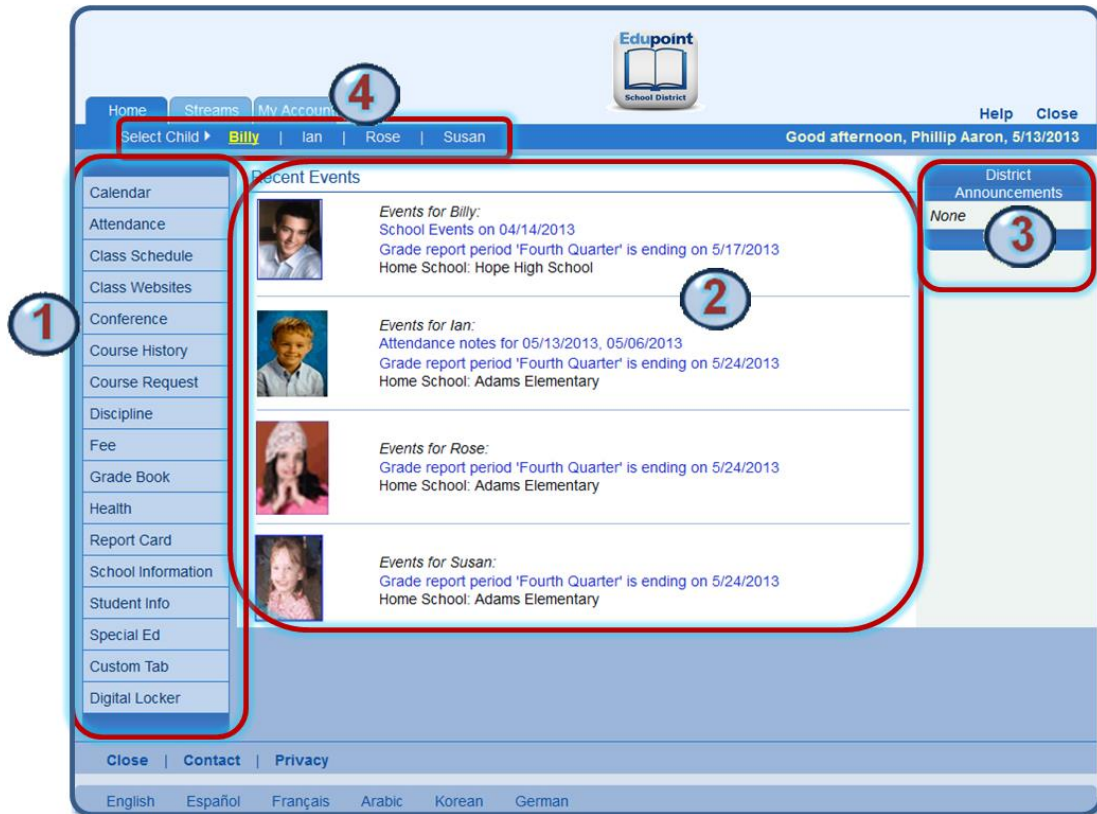 Edupoint
School District
Home Streams My Account
4
Help Close
Select Child Billy | Ian | Rose | Susan
Good afternoon, Phillip Aaron, 5/13/2013
1
Calendar
Attendance
Class Schedule
Class Websites
Conference
Course History
Course Request
Discipline
Fee
Grade Book
Health
Report Card
School Information
Student Info
Special Ed
Custom Tab
Digital Locker
Recent Events
2
Events for Billy:
School Events on 04/14/2013
Grade report period 'Fourth Quarter' is ending on 5/17/2013
Home School: Hope High School
Events for Ian:
Attendance notes for 05/13/2013, 05/06/2013
Grade report period 'Fourth Quarter' is ending on 5/24/2013
Home School: Adams Elementary
Events for Rose:
Grade report period 'Fourth Quarter' is ending on 5/24/2013
Home School: Adams Elementary
Events for Susan:
Grade report period 'Fourth Quarter' is ending on 5/24/2013
Home School: Adams Elementary
District
Announcements
None
3
Close | Contact | Privacy
English Español Français Arabic Korean German